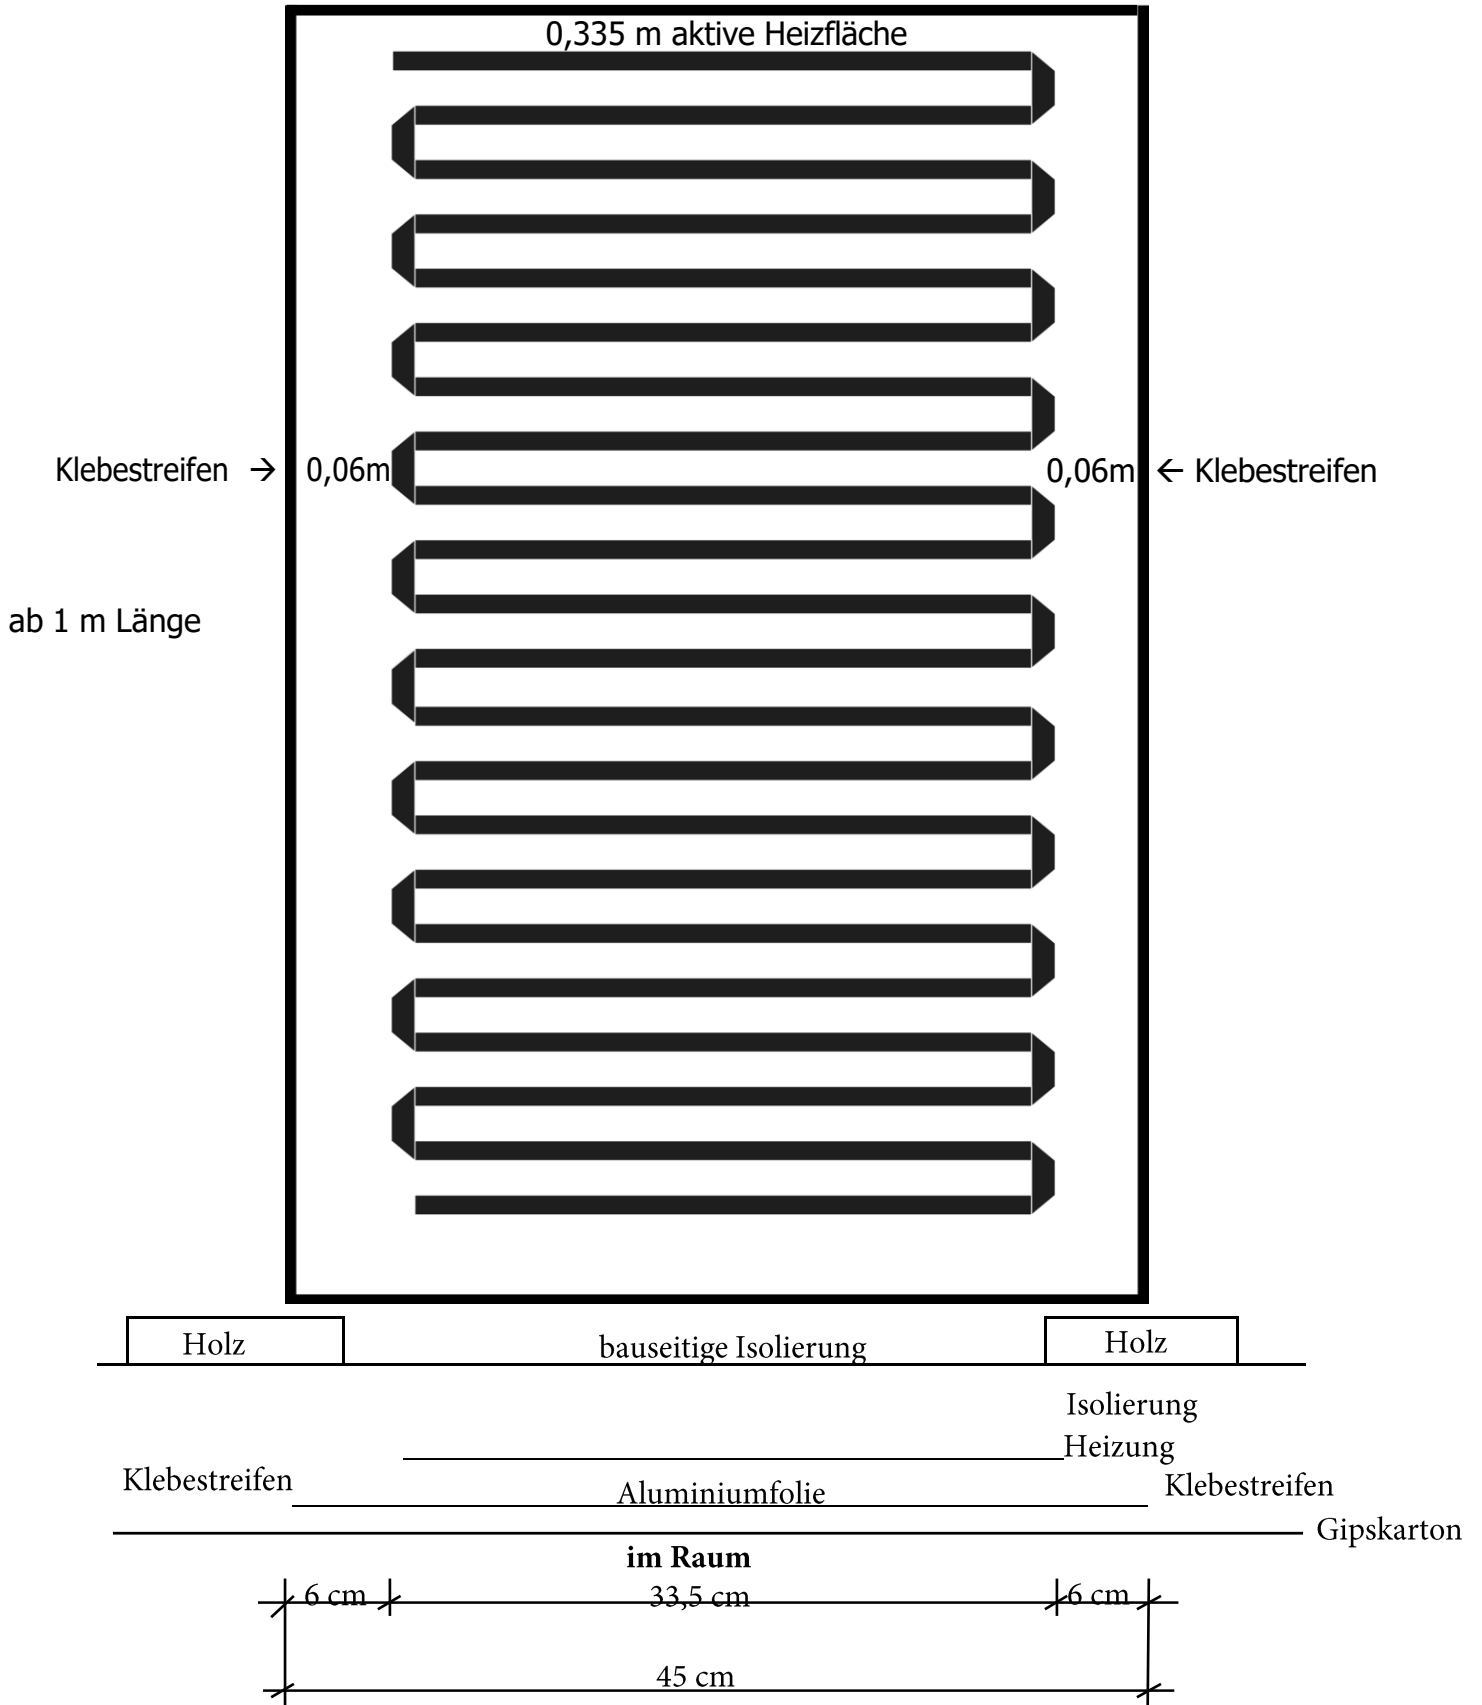 0,335 m aktive Heizfläche
Klebestreifen → 0,06m
0,06m ← Klebestreifen
ab 1 m Länge
Holz
bauseitige Isolierung
Holz
Isolierung
Heizung
Klebestreifen
Aluminiumfolie
Klebestreifen
Gipskarton
im Raum
6 cm
33,5 cm
6 cm
45 cm